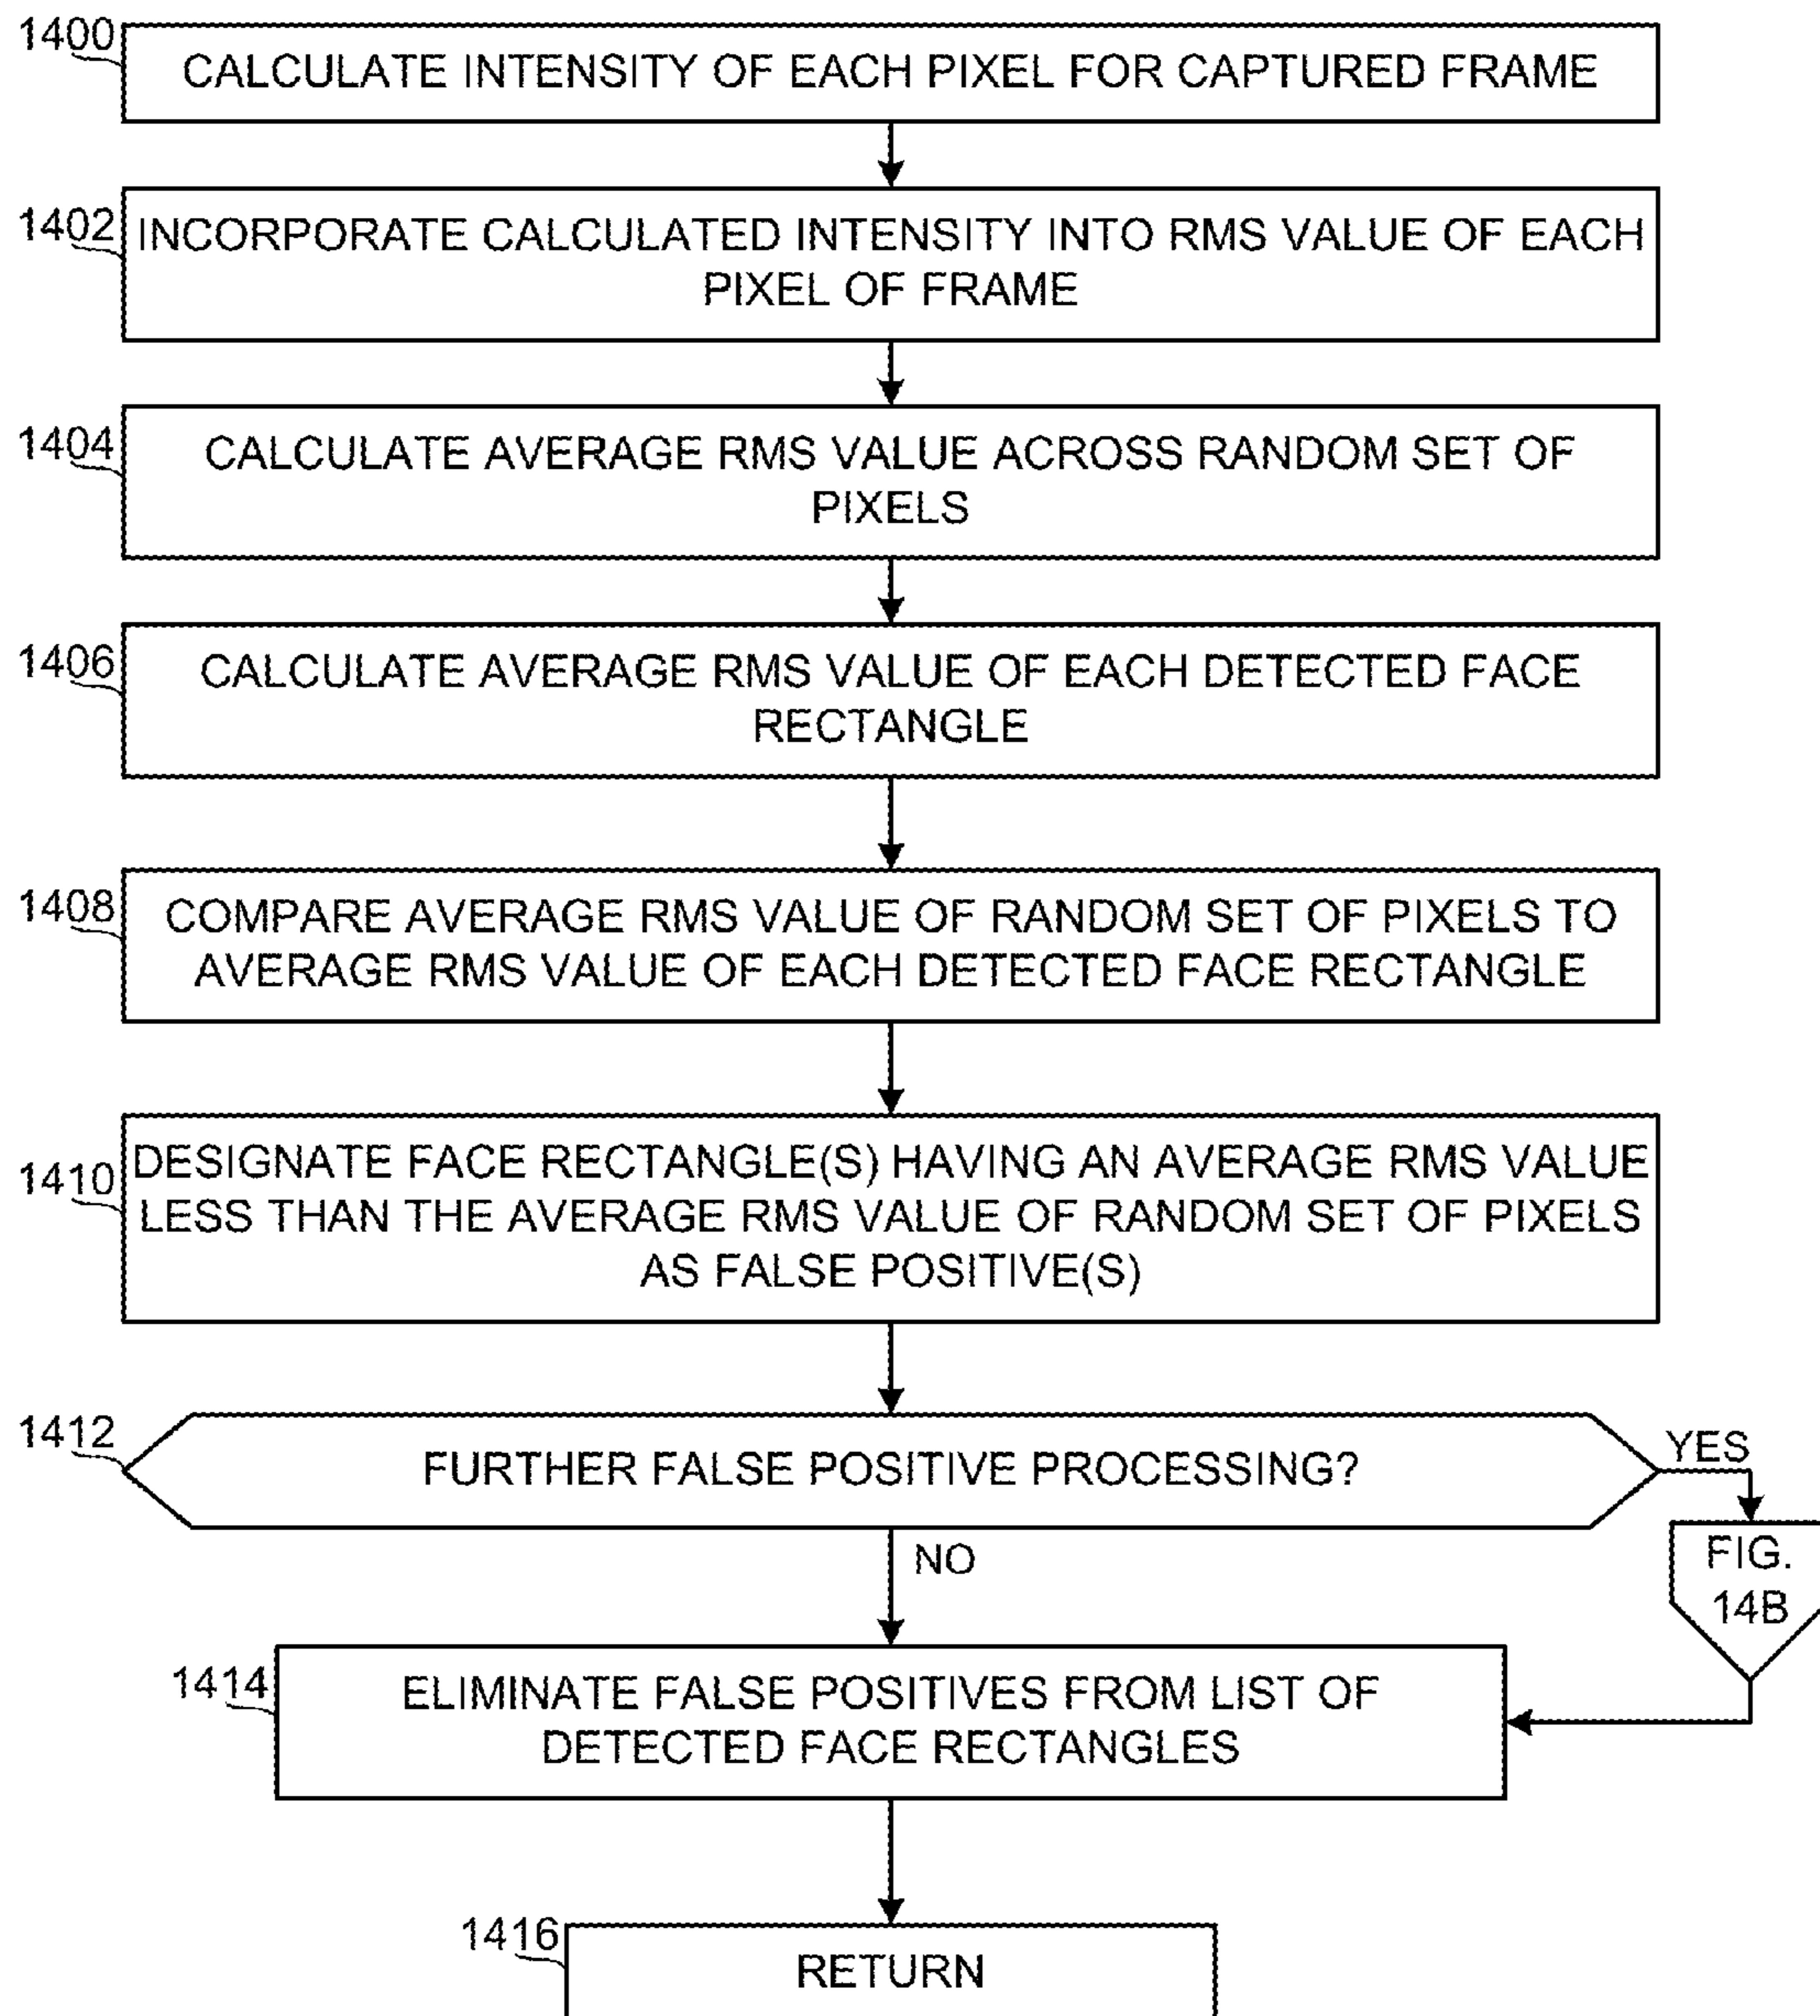 1400
CALCULATE INTENSITY OF EACH PIXEL FOR CAPTURED FRAME
1402
INCORPORATE CALCULATED INTENSITY INTO RMS VALUE OF EACH
PIXEL OF FRAME
1404
CALCULATE AVERAGE RMS VALUE ACROSS RANDOM SET OF
PIXELS
1406
CALCULATE AVERAGE RMS VALUE OF EACH DETECTED FACE
RECTANGLE
1408
COMPARE AVERAGE RMS VALUE OF RANDOM SET OF PIXELS TO
AVERAGE RMS VALUE OF EACH DETECTED FACE RECTANGLE
1410
DESIGNATE FACE RECTANGLE(S) HAVING AN AVERAGE RMS VALUE
LESS THAN THE AVERAGE RMS VALUE OF RANDOM SET OF PIXELS
AS FALSE POSITIVE(S)
1412
FURTHER FALSE POSITIVE PROCESSING?
YES
NO
FIG.
14B
1414
ELIMINATE FALSE POSITIVES FROM LIST OF
DETECTED FACE RECTANGLES
1416
RETURN